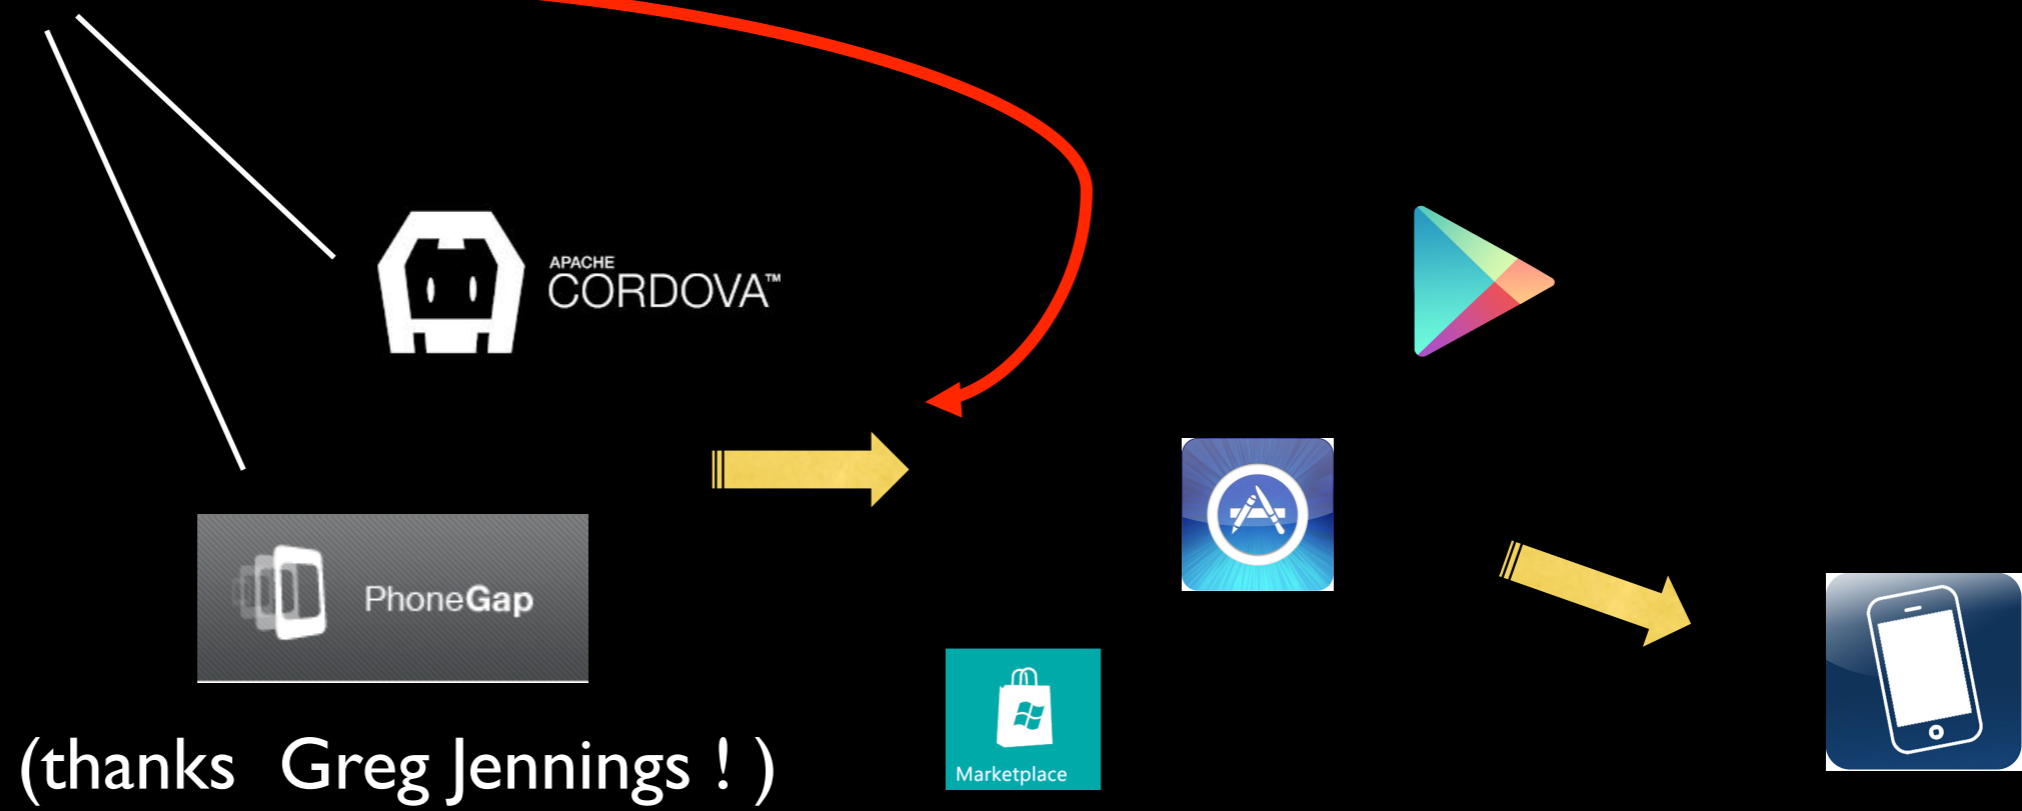 APACHE
CORDOVA™
PhoneGap
Marketplace
(thanks Greg Jennings ! )